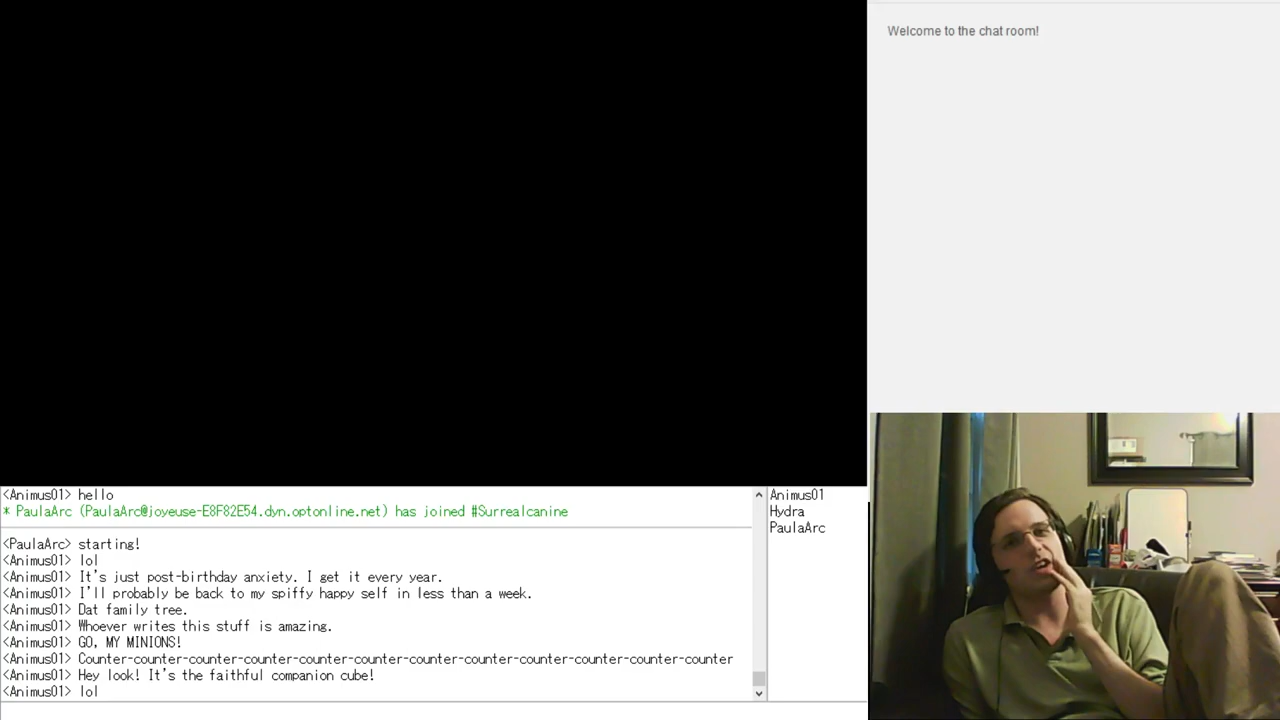 Welcome to the chat room!
<Animus01> hello
* PaulaArc (PaulaArc@joyeuse-E8F82E54.dyn.optonline.net) has joined #Surrealcanine
<PaulaArc> starting!
<Animus01> lol
<Animus01> It's just post-birthday anxiety. I get it every year.
<Animus01> I'll probably be back to my spiffy happy self in less than a week.
<Animus01> Dat family tree.
<Animus01> Whoever writes this stuff is amazing.
<Animus01> GO, MY MINIONS!
<Animus01> Counter-counter-counter-counter-counter-counter-counter-counter-counter-counter-counter-counter
<Animus01> Hey look! It's the faithful companion cube!
<Animus01> lol
Animus01
Hydra
PaulaArc